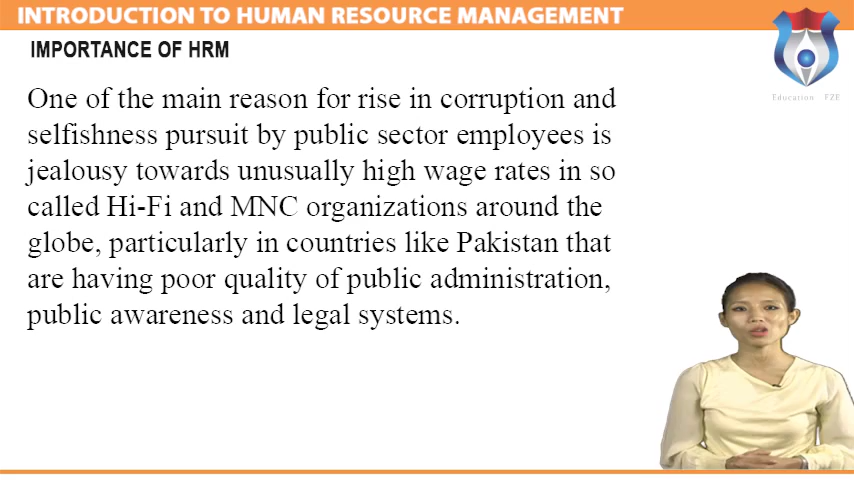 INTRODUCTION TO HUMAN RESOURCE MANAGEMENT
IMPORTANCE OF HRM
One of the main reason for rise in corruption and
selfishness pursuit by public sector employees is
jealousy towards unusually high wage rates in so
called Hi-Fi and MNC organizations around the
globe, particularly in countries like Pakistan that
are having poor quality of public administration,
public awareness and legal systems.
Education FZE